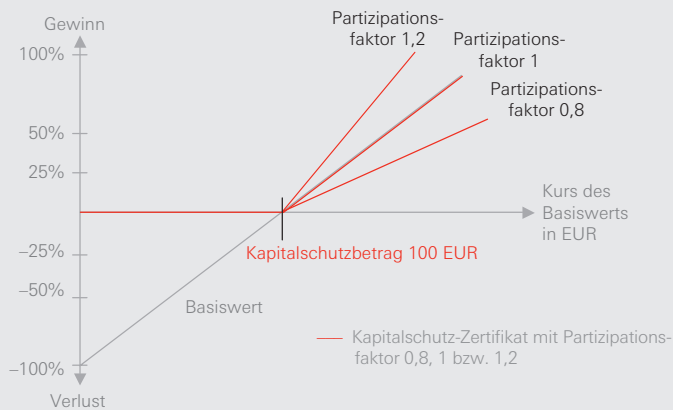 Gewinn
Partizipations-
faktor 1,2
Partizipations-
faktor 1
Partizipations-
faktor 0,8
100%
50%
25%
–25%
–50%
–100%
Kurs des
Basiswerts
in EUR
Kapitalschutzbetrag 100 EUR
Basiswert
Kapitalschutz-Zertifikat mit Partizipations-
faktor 0,8, 1 bzw. 1,2
Verlust